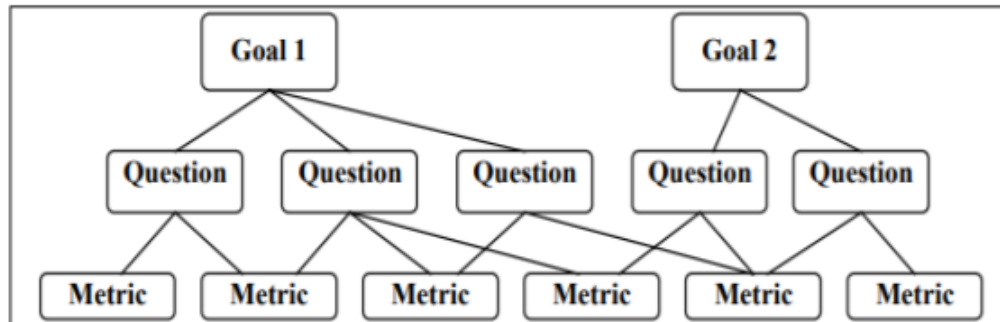 Goal 1 Goal 2
Question Question Question Question Question
Metric Metric Metric Metric Metric Metric